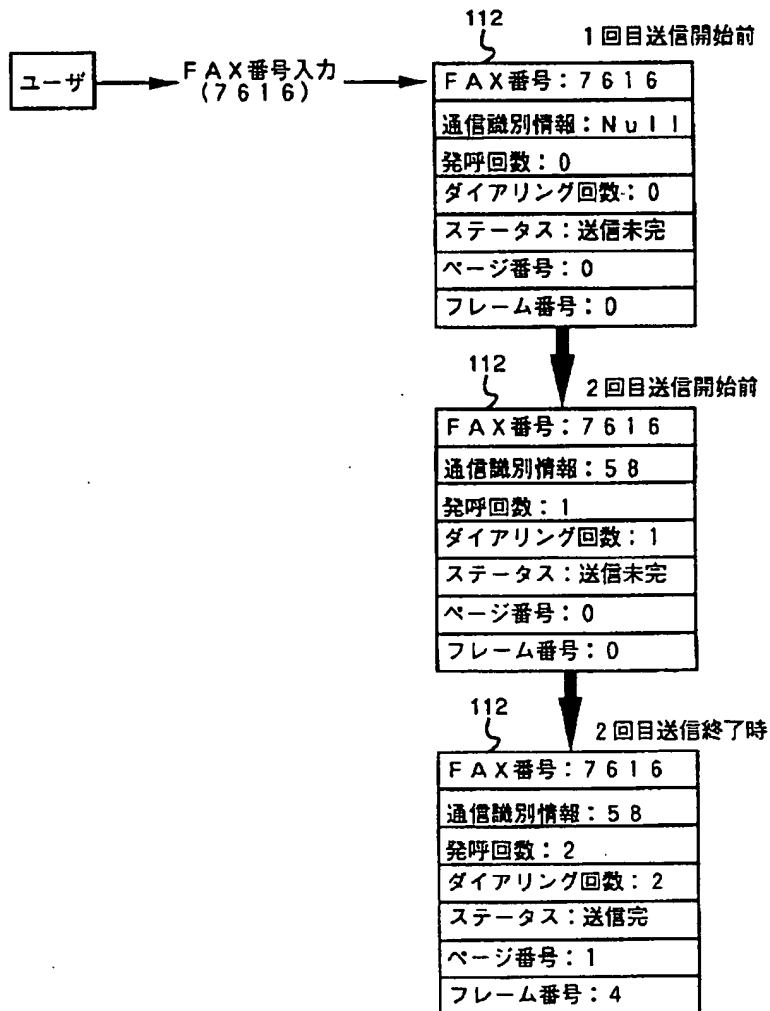 112
1回目送信開始前
ユーザ
FAX番号入力
(7616)
FAX番号:7616
通信識別情報:Null
発呼回数:0
ダイアリング回数:0
ステータス:送信未完
ページ番号:0
フレーム番号:0
112
2回目送信開始前
FAX番号:7616
通信識別情報:58
発呼回数:1
ダイアリング回数:1
ステータス:送信未完
ページ番号:0
フレーム番号:0
112
2回目送信終了時
FAX番号:7616
通信識別情報:58
発呼回数:2
ダイアリング回数:2
ステータス:送信完
ページ番号:1
フレーム番号:4